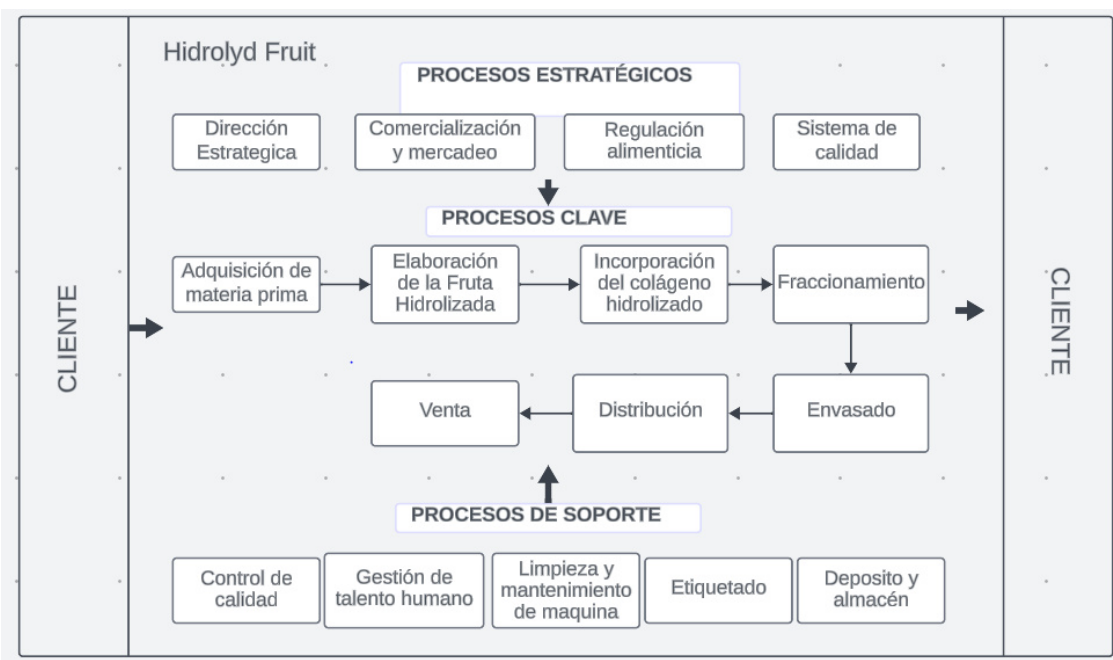 Hidrolyd Fruit
PROCESOS ESTRATÉGICOS
Dirección
Estrategica
Comercialización
y mercadeo
Regulación
alimenticia
Sistema de
calidad
PROCESOS CLAVE
CLIENTE
Adquisición de
materia prima
Elaboración
de la Fruta
Hidrolizada
Incorporación
del colágeno
hidrolizado
Fraccionamiento
CLIENTE
Venta
Distribución
Envasado
PROCESOS DE SOPORTE
Control de
calidad
Gestión de
talento humano
Limpieza y
mantenimiento
de maquina
Etiquetado
Deposito y
almacén